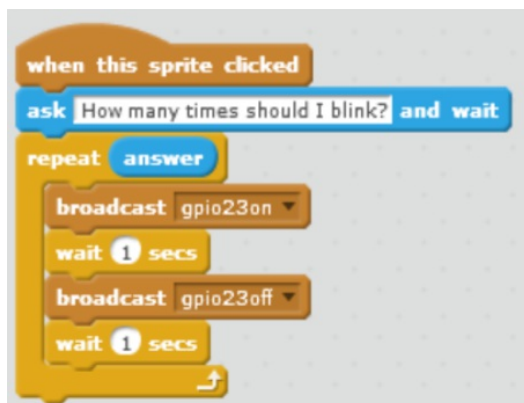 when this sprite clicked
ask How many times should I blink? and wait
repeat answer
broadcast gpio23on
wait 1 secs
broadcast gpio23off
wait 1 secs